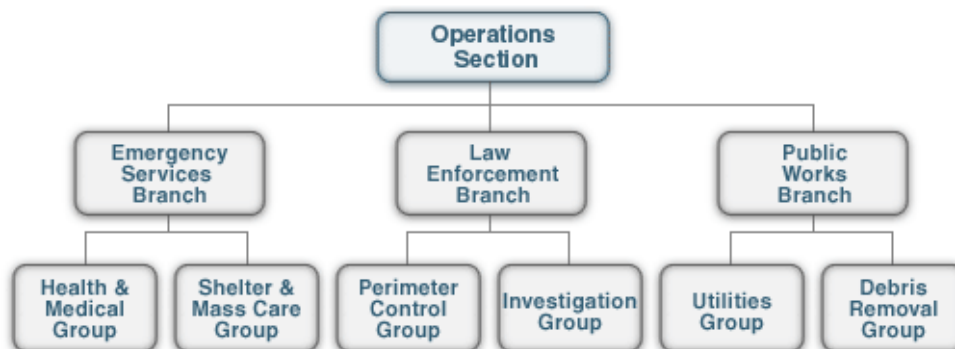 Operations
Section
Emergency
Services
Branch
Law
Enforcement
Branch
Public
Works
Branch
Health &
Medical
Group
Shelter &
Mass Care
Group
Perimeter
Control
Group
Investigation
Group
Utilities
Group
Debris
Removal
Group